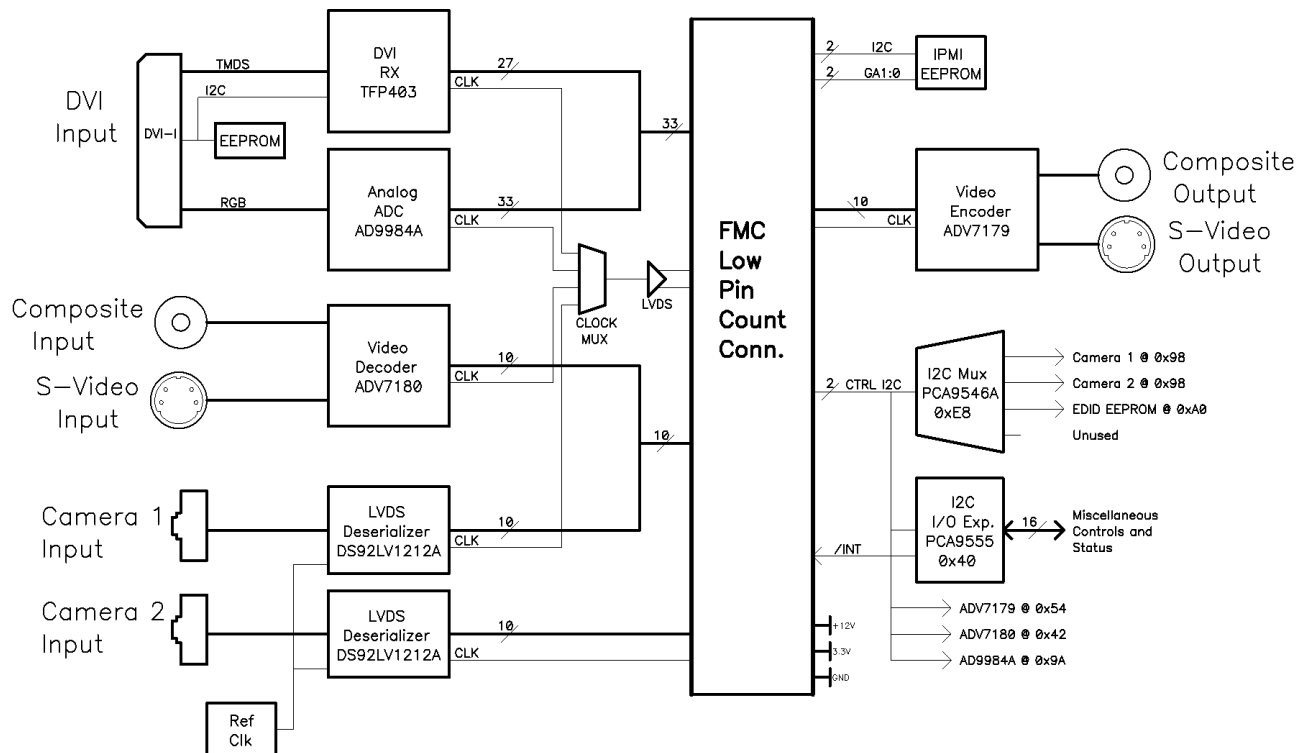 DVI
Input
DVI-I
TMDS
I2C
EEPROM
RGB
DVI
RX
TFP403
27
CLK
Analog
ADC
AD9984A
33
CLK
33
Composite
Input
S-Video
Input
Video
Decoder
ADV7180
10
CLK
CLOCK
MUX
LVDS
10
Camera 1
Input
LVDS
Deserializer
DS92LV1212A
10
CLK
Camera 2
Input
LVDS
Deserializer
DS92LV1212A
10
CLK
Ref
Clk
FMC
Low
Pin
Count
Conn.
2 I2C
2 GA1:0
IPMI
EEPROM
10
CLK
Video
Encoder
ADV7179
Composite
Output
S-Video
Output
2 CTRL I2C
I2C Mux
PCA9546A
0xE8
Camera 1 @ 0x98
Camera 2 @ 0x98
EDID EEPROM @ 0xA0
Unused
/INT
I2C
I/O Exp.
PCA9555
0x40
16
Miscellaneous
Controls and
Status
ADV7179 @ 0x54
ADV7180 @ 0x42
AD9984A @ 0x9A
+12V
3.3V
GND